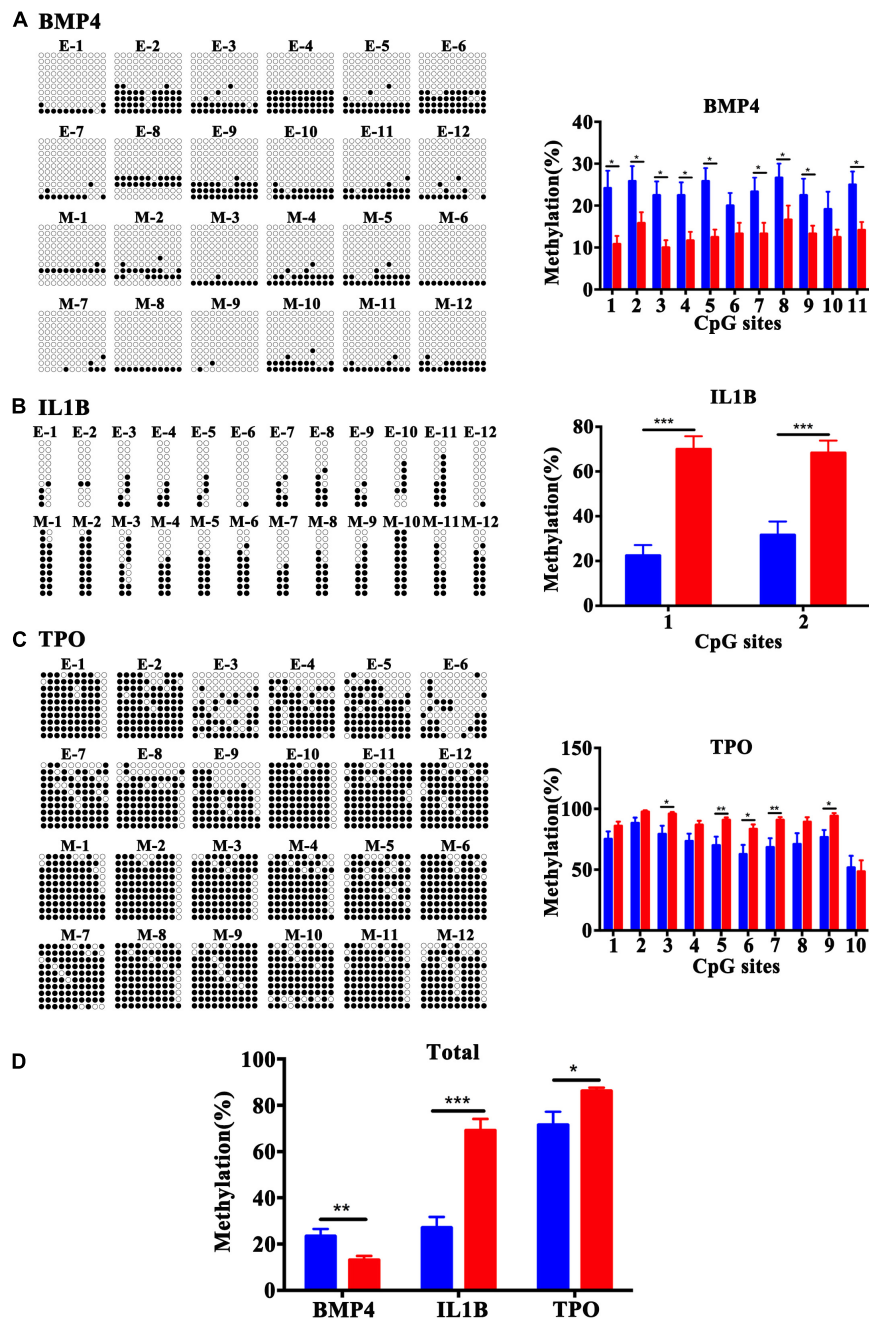 A BMP4
E-1 E-2 E-3 E-4 E-5 E-6
E-7 E-8 E-9 E-10 E-11 E-12
M-1 M-2 M-3 M-4 M-5 M-6
M-7 M-8 M-9 M-10 M-11 M-12
BMP4
Methylation(%)
40
30
20
10
0
* * * * * * * * *
1 2 3 4 5 6 7 8 9 10 11
CpG sites
B IL1B
E-1 E-2 E-3 E-4 E-5 E-6 E-7 E-8 E-9 E-10 E-11 E-12
M-1 M-2 M-3 M-4 M-5 M-6 M-7 M-8 M-9 M-10 M-11 M-12
IL1B
Methylation(%)
80
60
40
20
0
*** ***
1 2
CpG sites
C TPO
E-1 E-2 E-3 E-4 E-5 E-6
E-7 E-8 E-9 E-10 E-11 E-12
M-1 M-2 M-3 M-4 M-5 M-6
M-7 M-8 M-9 M-10 M-11 M-12
TPO
Methylation(%)
150
100
50
0
* ** * ** *
1 2 3 4 5 6 7 8 9 10
CpG sites
D Total
Methylation(%)
100
80
60
40
20
0
** *** *
BMP4 IL1B TPO